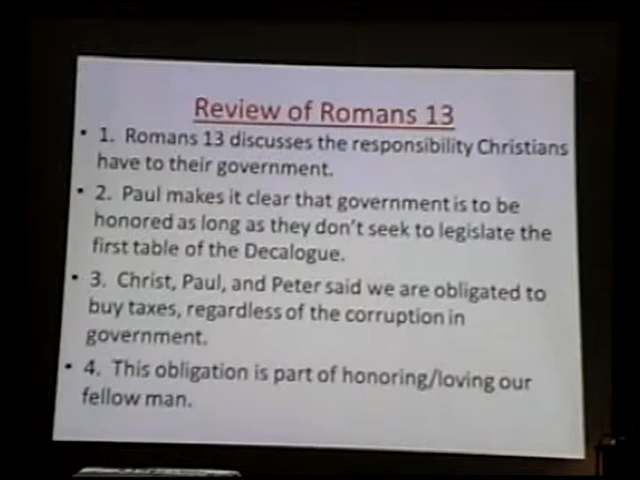 Review of Romans 13
• 1. Romans 13 discusses the responsibility Christians
have to their government.
• 2. Paul makes it clear that government is to be
honored as long as they don't seek to legislate the
first table of the Decalogue.
• 3. Christ, Paul, and Peter said we are obligated to
buy taxes, regardless of the corruption in
government.
• 4. This obligation is part of honoring/loving our
fellow man.